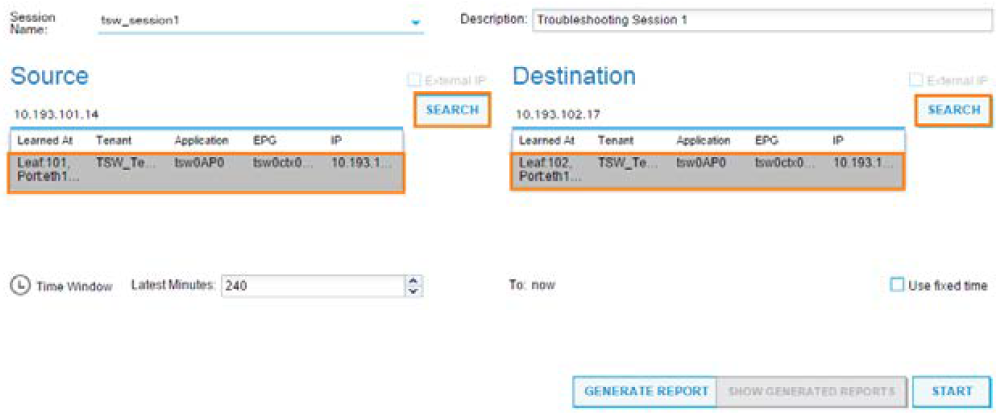 Session Name: tsw_session1 Description: Troubleshooting Session 1
Source Destination
External IP External IP
10.193.101.14 SEARCH 10.193.102.17 SEARCH
Learned At Tenant Application EPG IP Learned At Tenant Application EPG IP
Leaf:101, TSW_Te... tsw0AP0 tsw0ctx0... 10.193.1... Leaf:102, TSW_Te... tsw0AP0 tsw0ctx0... 10.193.1...
Port:eth1... Port:eth1...
Time Window Latest Minutes: 240 To: now Use fixed time
GENERATE REPORT SHOW GENERATED REPORTS START